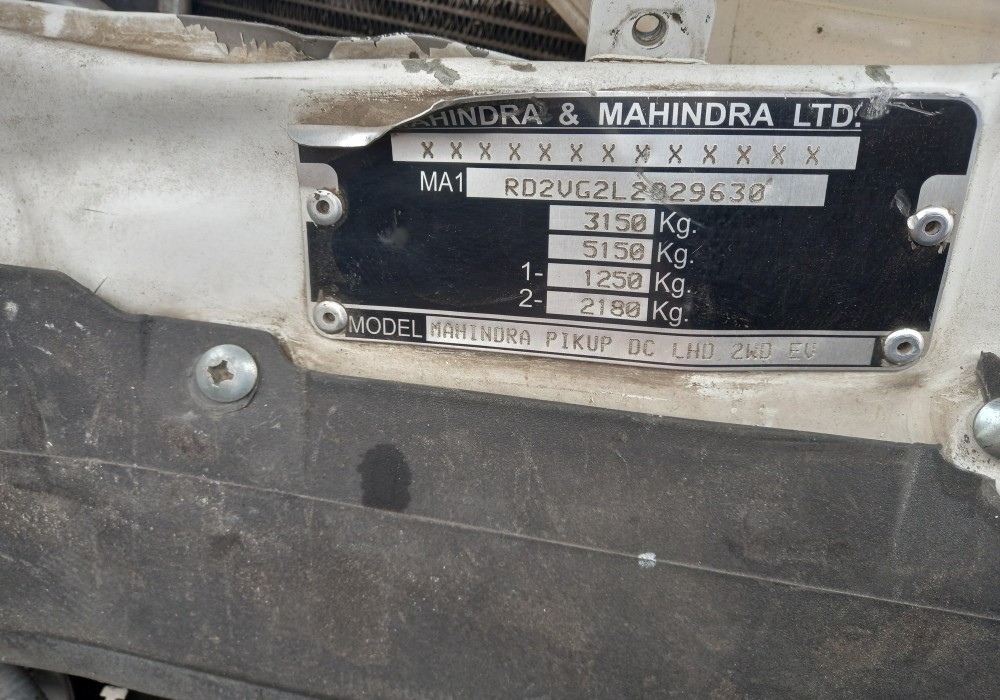 MAHINDRA & MAHINDRA LTD.
X X X X X X X X X X X X X X
MA1 RD2VG2L2029630
3150 Kg.
5150 Kg.
1- 1250 Kg.
2- 2180 Kg.
MODEL MAHINDRA PIKUP DC LHD 2WD EV